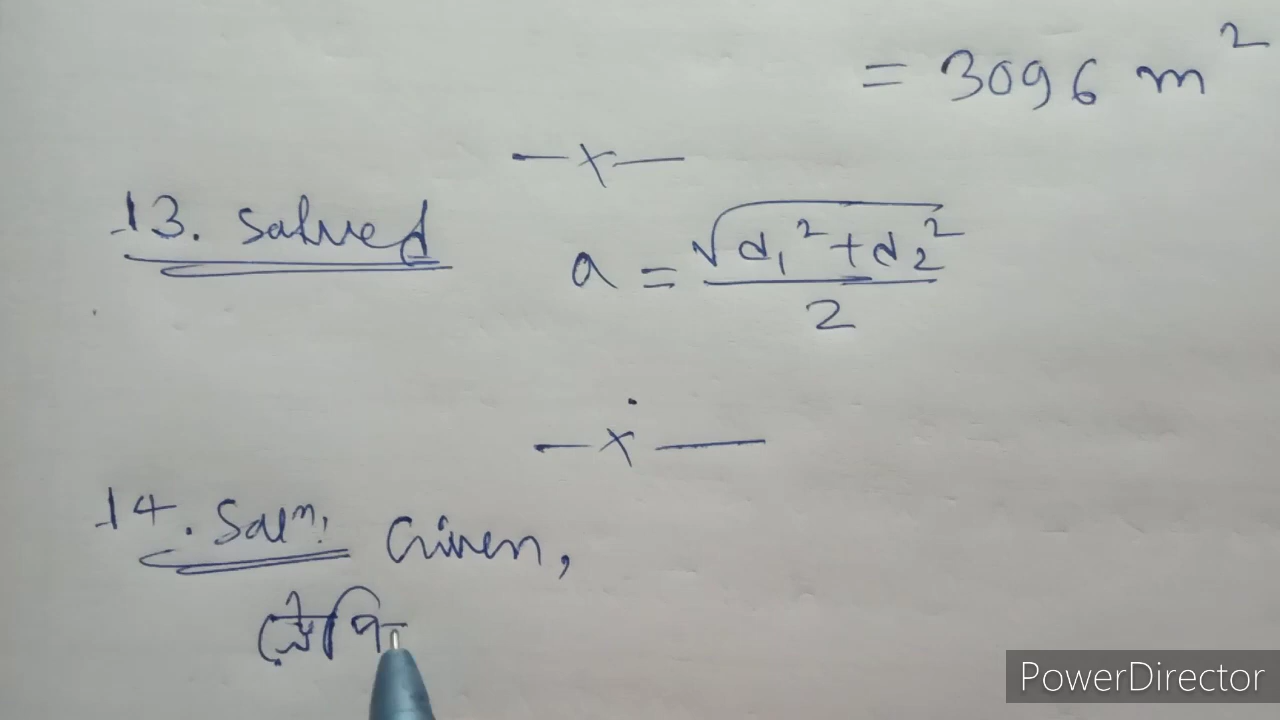 = 3096 m²
—x—
13. Solved a = √(d₁² + d₂²) / 2
—x—
14. Solⁿ. Given,
PowerDirector